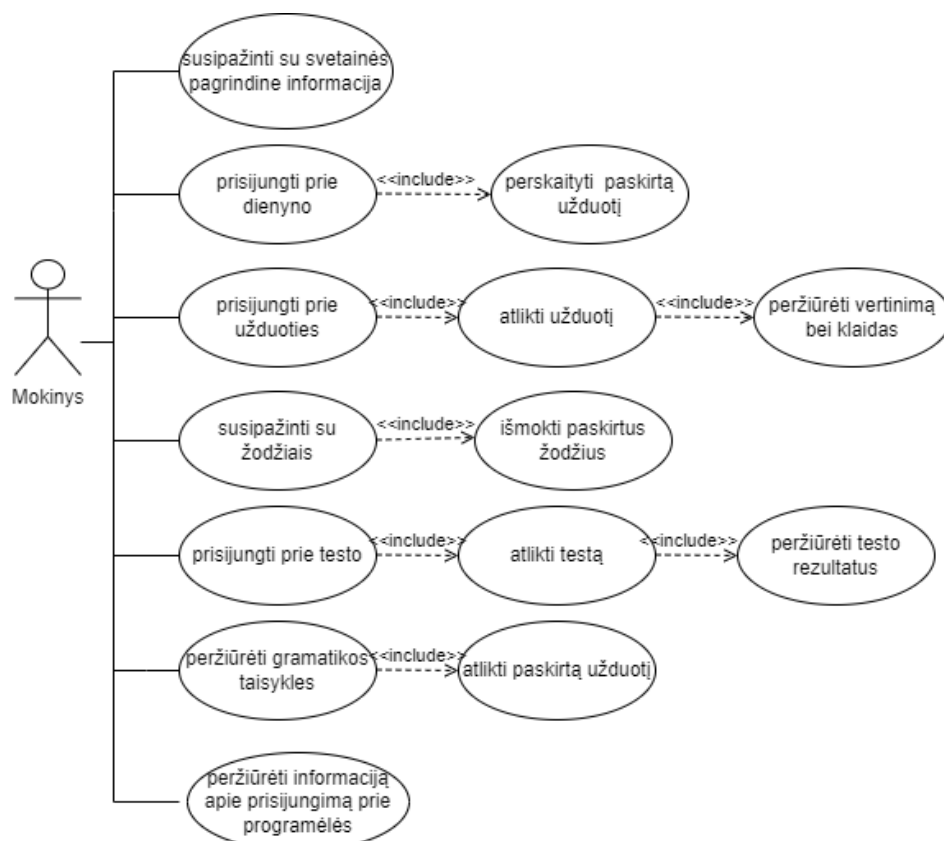 susipažinti su svetainės
pagrindine informacija
prisijungti prie
dienyno
<<include>>
perskaityti paskirtą
užduotį
prisijungti prie
užduoties
<<include>>
atlikti užduotį
<<include>>
peržiūrėti vertinimą
bei klaidas
Mokinys
susipažinti su
žodžiais
<<include>>
išmokti paskirtus
žodžius
prisijungti prie testo
<<include>>
atlikti testą
<<include>>
peržiūrėti testo
rezultatus
peržiūrėti gramatikos
taisykles
<<include>>
atlikti paskirtą užduotį
peržiūrėti informaciją
apie prisijungimą prie
programėlės